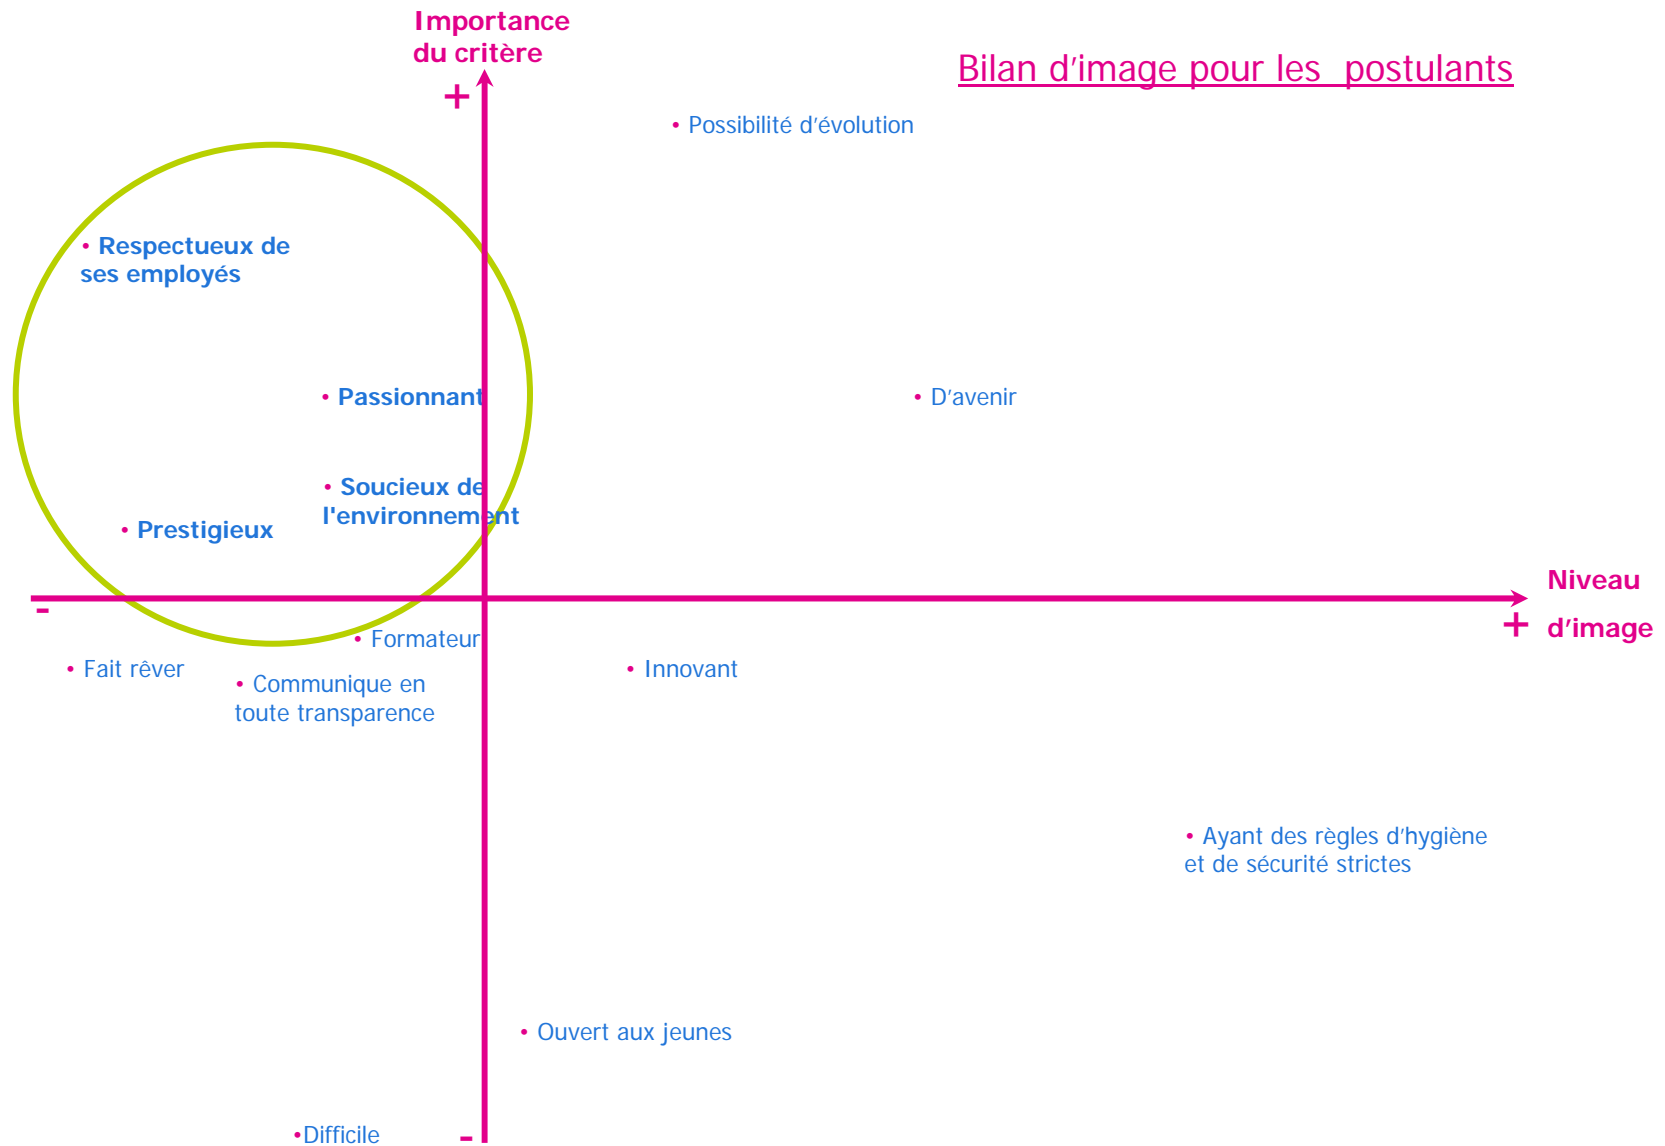 Importance
du critère
Bilan d'image pour les  postulants
+
• Possibilité d'évolution
• Respectueux de
ses employés
• Passionnant
• D'avenir
• Soucieux de
l'environnement
• Prestigieux
Niveau
d'image
-
+
• Formateur
• Fait rêver
• Innovant
• Communique en
toute transparence
• Ayant des règles d'hygiène
et de sécurité strictes
• Ouvert aux jeunes
•Difficile
-